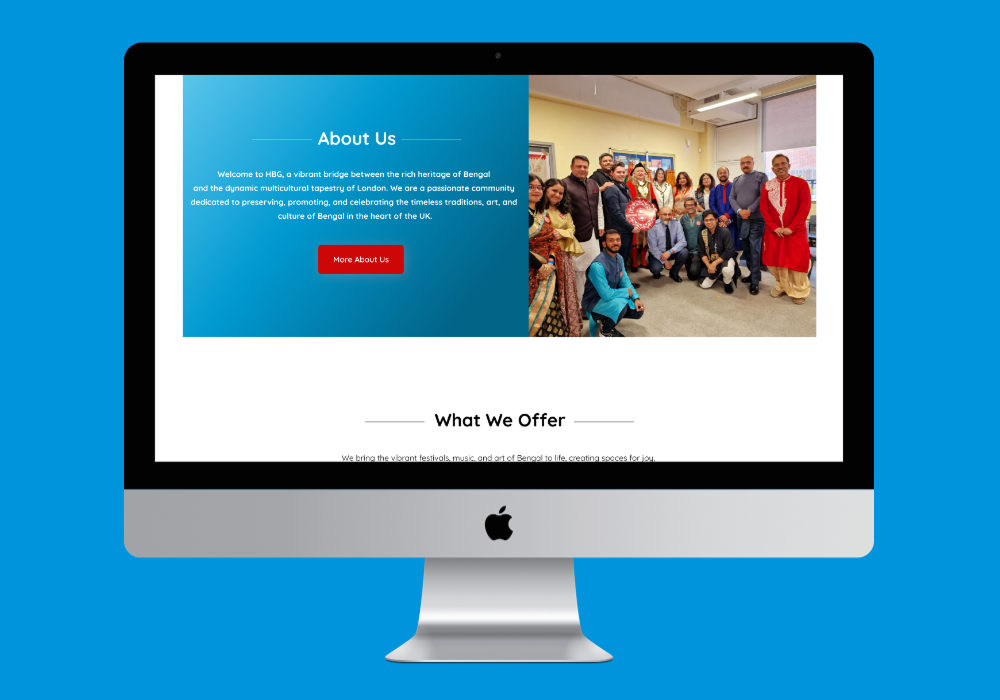 About Us
Welcome to HBG, a vibrant bridge between the rich heritage of Bengal
and the dynamic multicultural tapestry of London. We are a passionate community
dedicated to preserving, promoting, and celebrating the timeless traditions, art, and
culture of Bengal in the heart of the UK.
More About Us
What We Offer
We bring the vibrant festivals, music, and art of Bengal to life, creating spaces for joy,